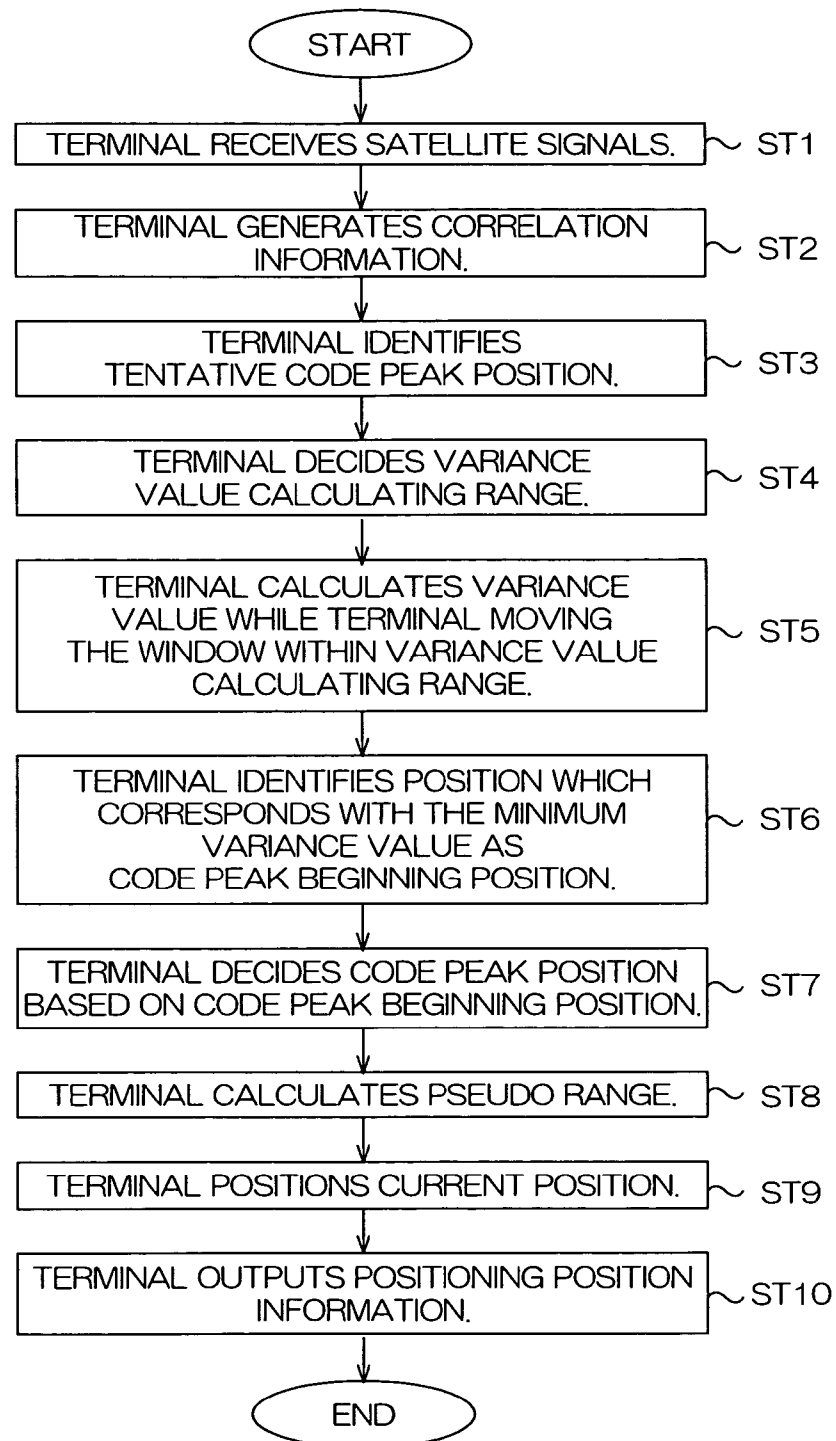 START
TERMINAL RECEIVES SATELLITE SIGNALS.
ST1
TERMINAL GENERATES CORRELATION
INFORMATION.
ST2
TERMINAL IDENTIFIES
TENTATIVE CODE PEAK POSITION.
ST3
TERMINAL DECIDES VARIANCE
VALUE CALCULATING RANGE.
ST4
TERMINAL CALCULATES VARIANCE
VALUE WHILE TERMINAL MOVING
THE WINDOW WITHIN VARIANCE VALUE
CALCULATING RANGE.
ST5
TERMINAL IDENTIFIES POSITION WHICH
CORRESPONDS WITH THE MINIMUM
VARIANCE VALUE AS
CODE PEAK BEGINNING POSITION.
ST6
TERMINAL DECIDES CODE PEAK POSITION
BASED ON CODE PEAK BEGINNING POSITION.
ST7
TERMINAL CALCULATES PSEUDO RANGE.
ST8
TERMINAL POSITIONS CURRENT POSITION.
ST9
TERMINAL OUTPUTS POSITIONING POSITION
INFORMATION.
ST10
END